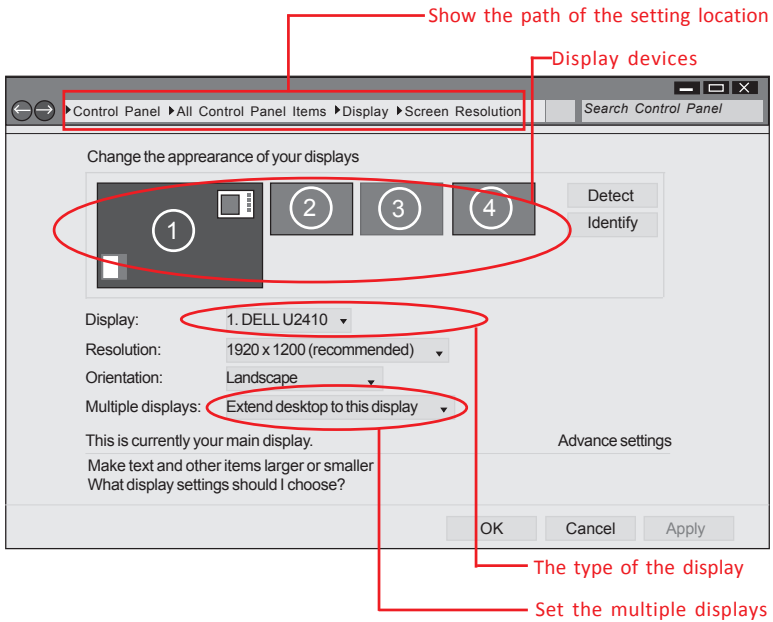 Show the path of the setting location
Display devices
Control Panel All Control Panel Items Display Screen Resolution
Search Control Panel
Change the apprearance of your displays
1
2
3
4
Detect
Identify
Display: 1. DELL U2410
Resolution: 1920 x 1200 (recommended)
Orientation: Landscape
Multiple displays: Extend desktop to this display
This is currently your main display. Advance settings
Make text and other items larger or smaller
What display settings should I choose?
OK Cancel Apply
The type of the display
Set the multiple displays